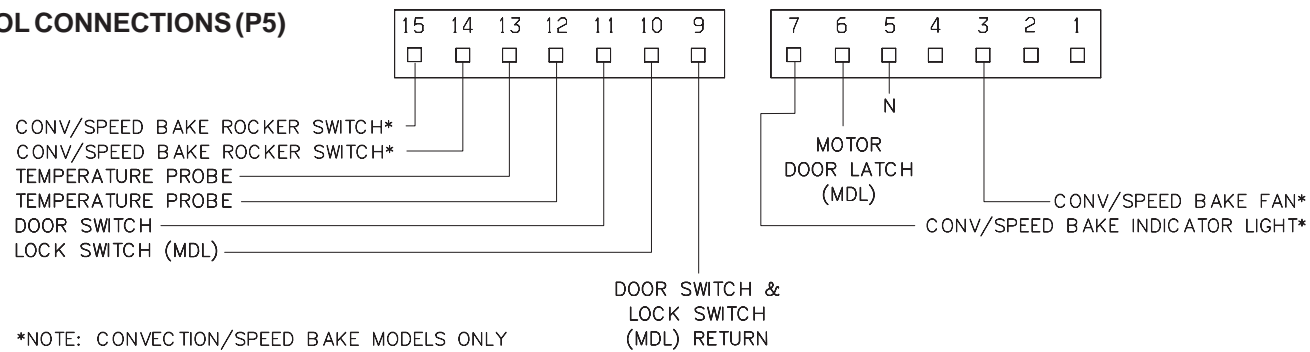 OL CONNECTIONS (P5)
15 14 13 12 11 10 9
7 6 5 4 3 2 1
N
CONV/SPEED BAKE ROCKER SWITCH*
CONV/SPEED BAKE ROCKER SWITCH*
TEMPERATURE PROBE
TEMPERATURE PROBE
DOOR SWITCH
LOCK SWITCH (MDL)
MOTOR
DOOR LATCH
(MDL)
CONV/SPEED BAKE FAN*
CONV/SPEED BAKE INDICATOR LIGHT*
DOOR SWITCH &
LOCK SWITCH
(MDL) RETURN
*NOTE: CONVECTION/SPEED BAKE MODELS ONLY